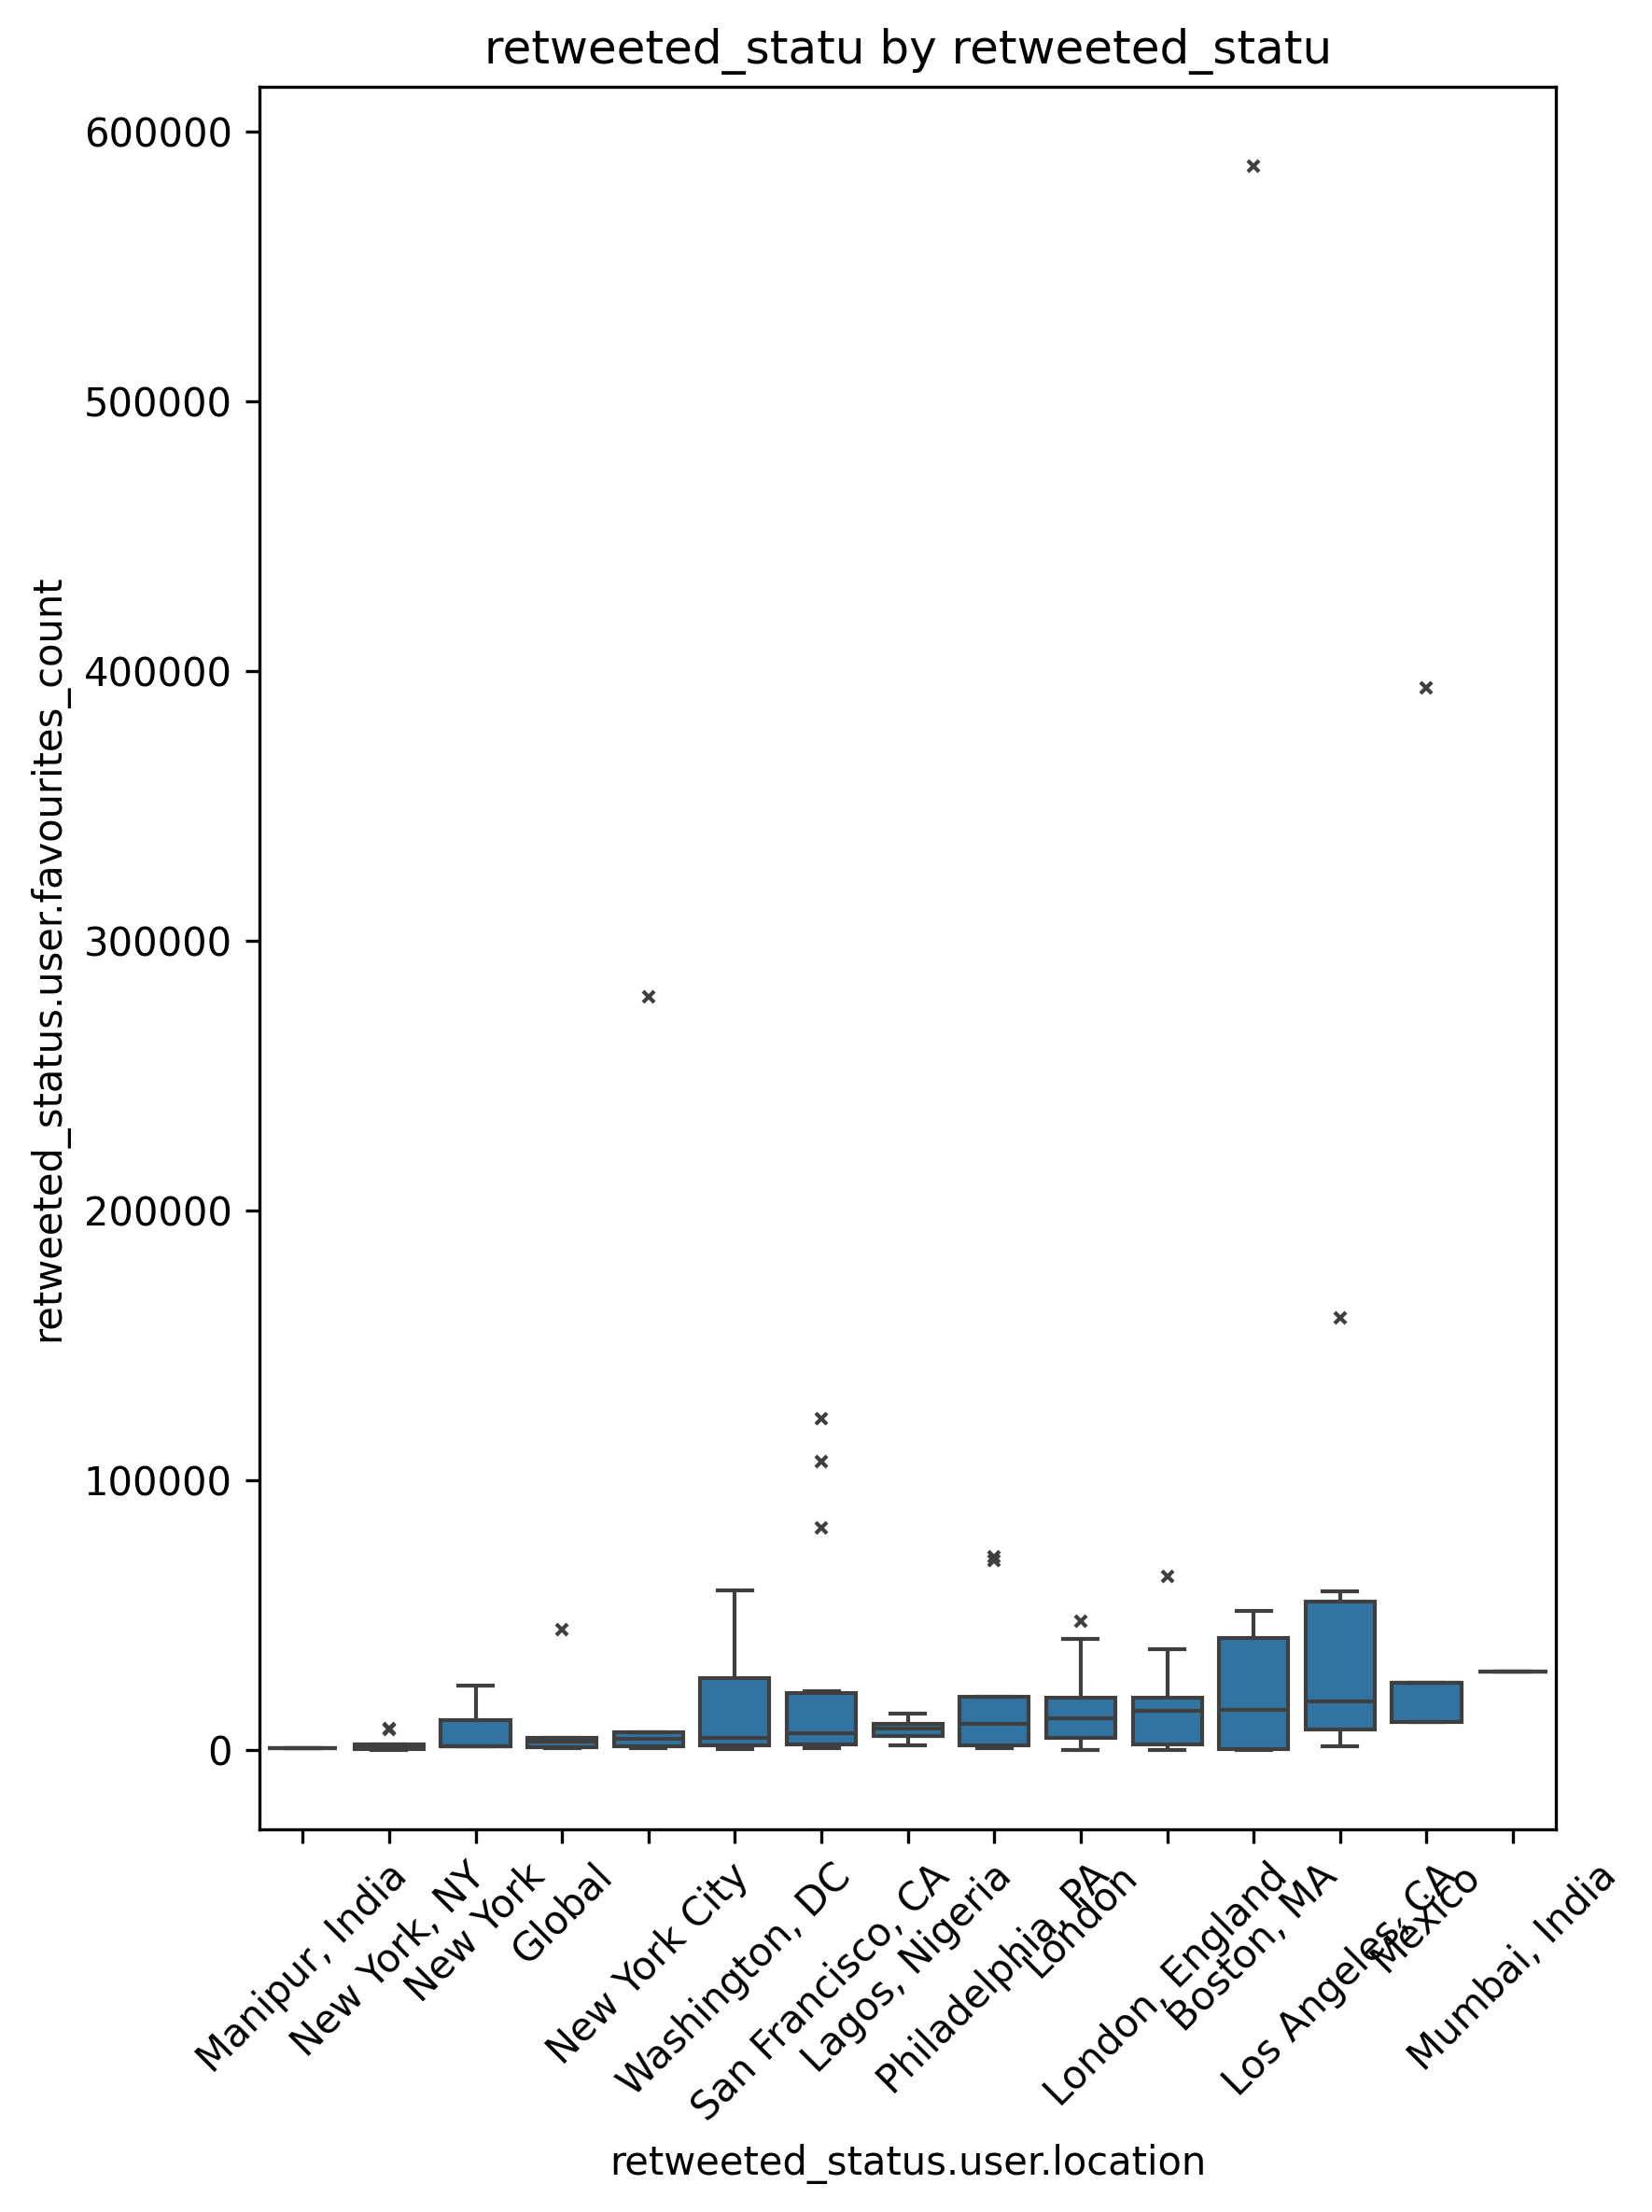 retweeted_statu by retweeted_statu
600000
500000
400000
300000
200000
100000
0
retweeted_status.user.favourites_count
Manipur, India
New York, NY
New York
Global
New York City
Washington, DC
San Francisco, CA
Lagos, Nigeria
Philadelphia, PA
London
London, England
Boston, MA
Los Angeles, CA
México
Mumbai, India
retweeted_status.user.location